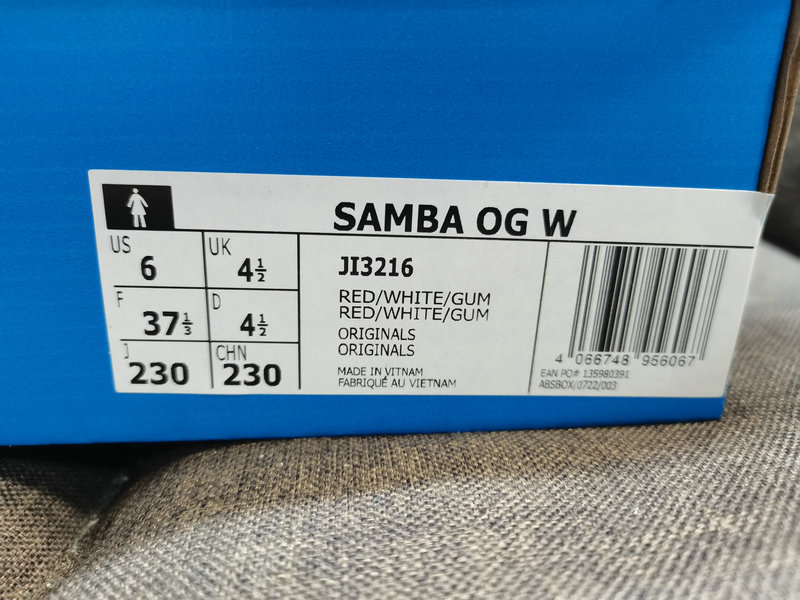 SAMBA OG W
US 6
UK 4½
F 37⅓
D 4½
J 230
CHN 230
JI3216
RED/WHITE/GUM
RED/WHITE/GUM
ORIGINALS
ORIGINALS
MADE IN VITNAM
FABRIQUÉ AU VIETNAM
4 066748 956067
EAN PO# 135980391
ABSBOX/0722/003